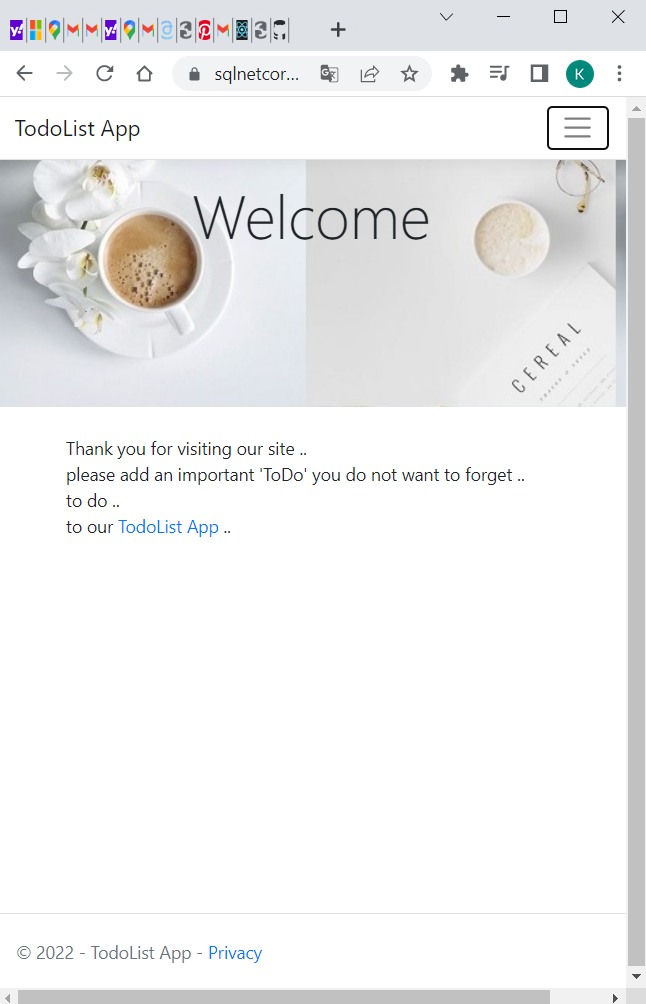 sqlnetcor...
K
TodoList App
Welcome
CEREAL
Thank you for visiting our site ..
please add an important 'ToDo' you do not want to forget ..
to do ..
to our TodoList App ..
© 2022 - TodoList App - Privacy